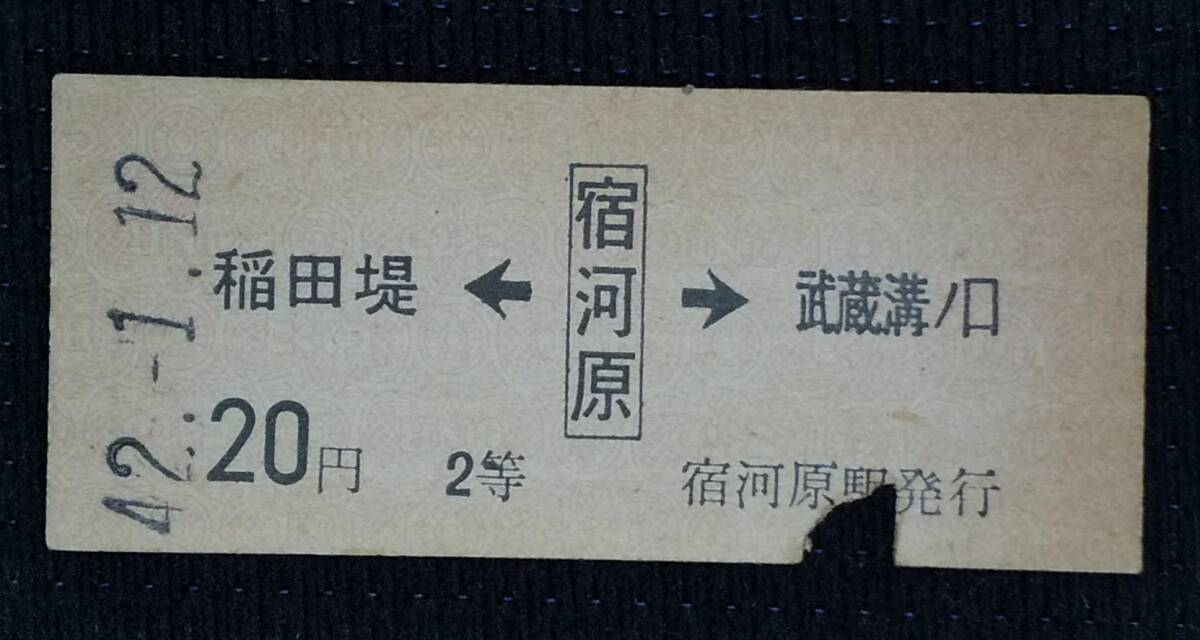 42.-1.12
稲田堤 ← 宿河原 → 武蔵溝ノ口
20円 2等 宿河原駅発行